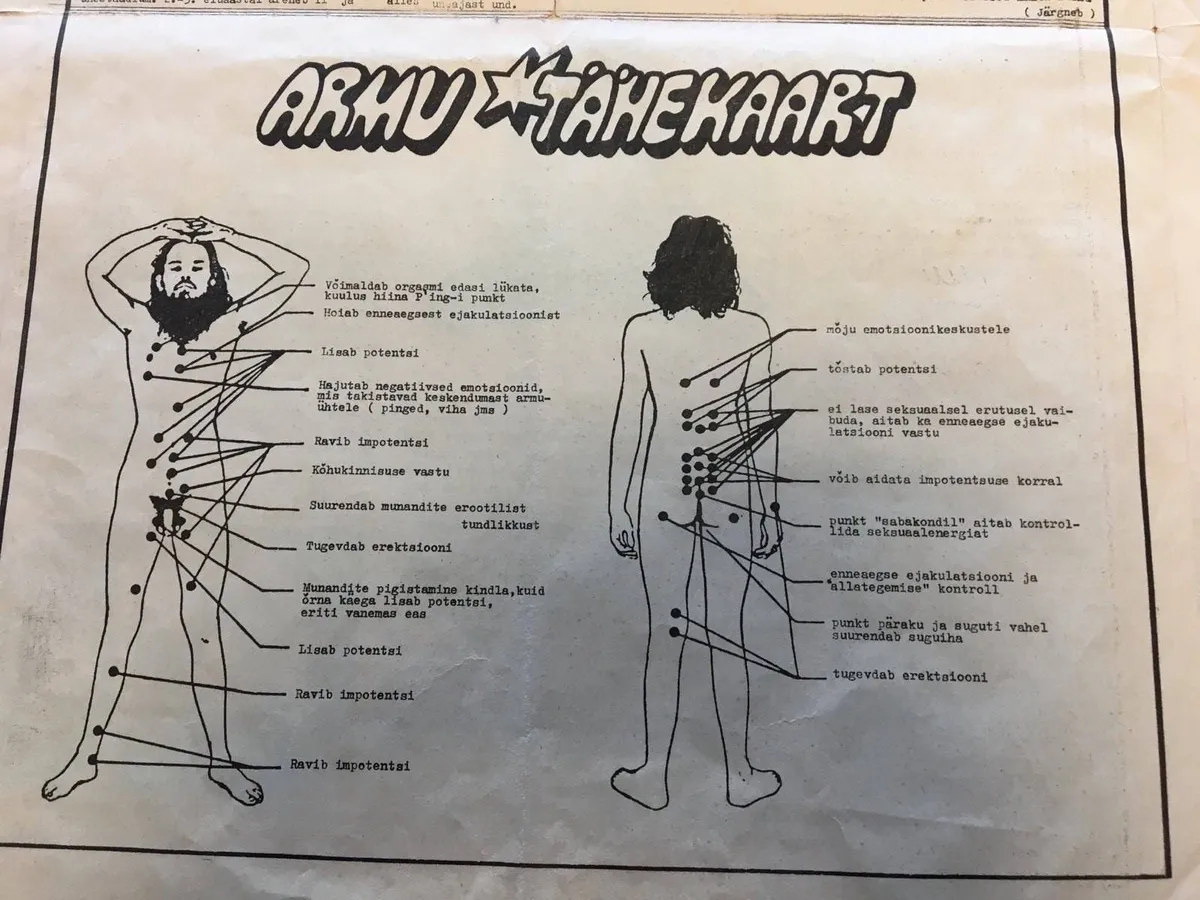 alles
und.
( Järgneb )
ARMU TÄHEKAART
Võimaldab orgasmi edasi lükata,
kuulus hiina P'ing-i punkt
Hoiab enneaegsest ejakulatsioonist
Lisab potentsi
Hajutab negatiivsed emotsioonid,
mis takistavad keskendumast armu-
ühtele ( pinged, viha jms )
Ravib impotentsi
Kõhukinnisuse vastu
Suurendab munandite erootilist
tundlikkust
Tugevdab erektsiooni
Munandite pigistamine kindla,kuid
õrna käega lisab potentsi,
eriti vanemas eas
Lisab potentsi
Ravib impotentsi
Ravib impotentsi
mõju emotsioonikeskustele
tõstab potentsi
ei lase seksuaalsel erutusel vai-
buda, aitab ka enneaegse ejaku-
latsiooni vastu
võib aidata impotentsuse korral
punkt "sabakondil" aitab kontrol-
lida seksuaalenergiat
enneaegse ejakulatsiooni ja
"allategemise" kontroll
punkt päraku ja suguti vahel
suurendab suguiha
tugevdab erektsiooni